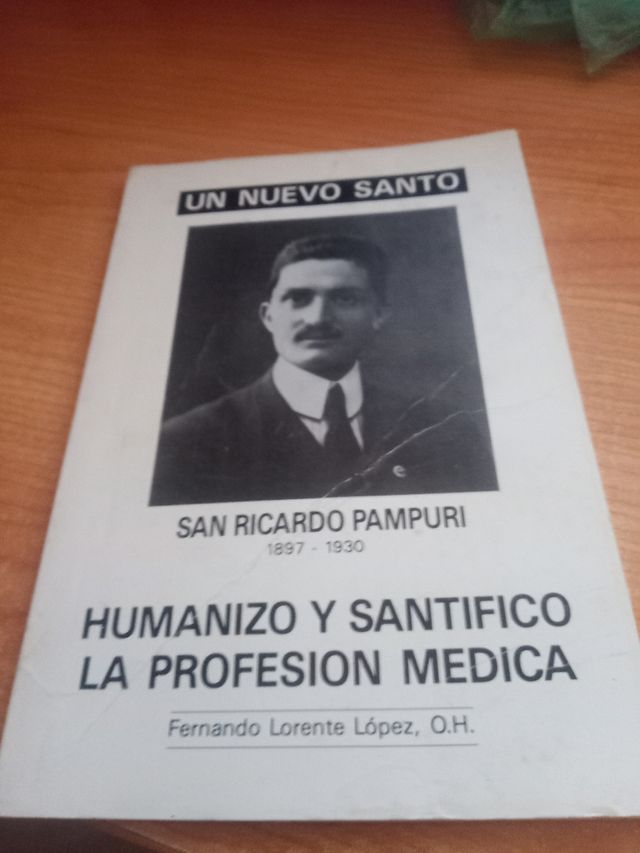 UN NUEVO SANTO
SAN RICARDO PAMPURI
1897 - 1930
HUMANIZO Y SANTIFICO
LA PROFESION MEDICA
Fernando Lorente López, O.H.